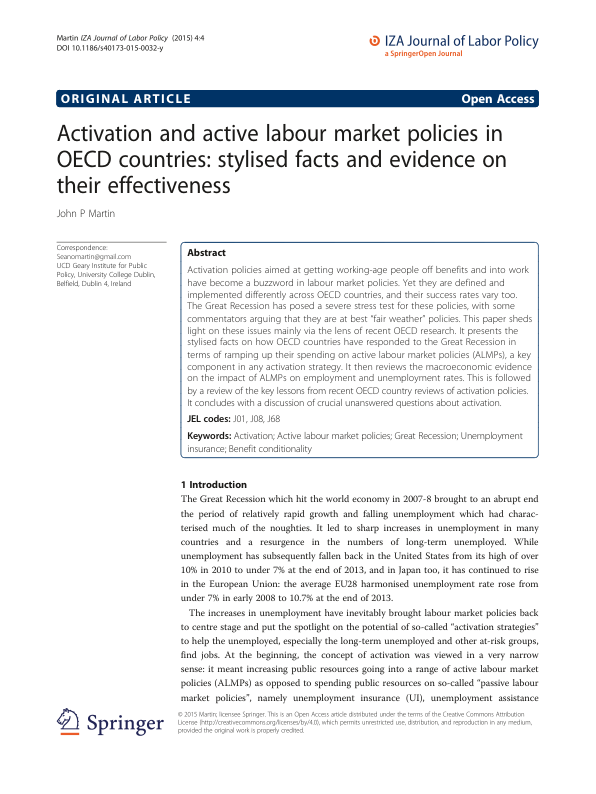 Martin IZA Journal of Labor Policy (2015) 4:4
DOI 10.1186/s40173-015-0032-y
IZA Journal of Labor Policy
a SpringerOpen Journal
ORIGINAL ARTICLE
Open Access
Activation and active labour market policies in
OECD countries: stylised facts and evidence on
their effectiveness
John P Martin
Correspondence:
Seanomartin@gmail.com
UCD Geary Institute for Public
Policy, University College Dublin,
Belfield, Dublin 4, Ireland
Abstract
Activation policies aimed at getting working-age people off benefits and into work
have become a buzzword in labour market policies. Yet they are defined and
implemented differently across OECD countries, and their success rates vary too.
The Great Recession has posed a severe stress test for these policies, with some
commentators arguing that they are at best “fair weather” policies. This paper sheds
light on these issues mainly via the lens of recent OECD research. It presents the
stylised facts on how OECD countries have responded to the Great Recession in
terms of ramping up their spending on active labour market policies (ALMPs), a key
component in any activation strategy. It then reviews the macroeconomic evidence
on the impact of ALMPs on employment and unemployment rates. This is followed
by a review of the key lessons from recent OECD country reviews of activation policies.
It concludes with a discussion of crucial unanswered questions about activation.
JEL codes: J01, J08, J68
Keywords: Activation; Active labour market policies; Great Recession; Unemployment
insurance; Benefit conditionality
1 Introduction
The Great Recession which hit the world economy in 2007-8 brought to an abrupt end
the period of relatively rapid growth and falling unemployment which had charac-
terised much of the noughties. It led to sharp increases in unemployment in many
countries and a resurgence in the numbers of long-term unemployed. While
unemployment has subsequently fallen back in the United States from its high of over
10% in 2010 to under 7% at the end of 2013, and in Japan too, it has continued to rise
in the European Union: the average EU28 harmonised unemployment rate rose from
under 7% in early 2008 to 10.7% at the end of 2013.
The increases in unemployment have inevitably brought labour market policies back
to centre stage and put the spotlight on the potential of so-called “activation strategies”
to help the unemployed, especially the long-term unemployed and other at-risk groups,
find jobs. At the beginning, the concept of activation was viewed in a very narrow
sense: it meant increasing public resources going into a range of active labour market
policies (ALMPs) as opposed to spending public resources on so-called “passive labour
market policies”, namely unemployment insurance (UI), unemployment assistance
Springer
© 2015 Martin; licensee Springer. This is an Open Access article distributed under the terms of the Creative Commons Attribution
License (http://creativecommons.org/licenses/by/4.0), which permits unrestricted use, distribution, and reproduction in any medium,
provided the original work is properly credited.